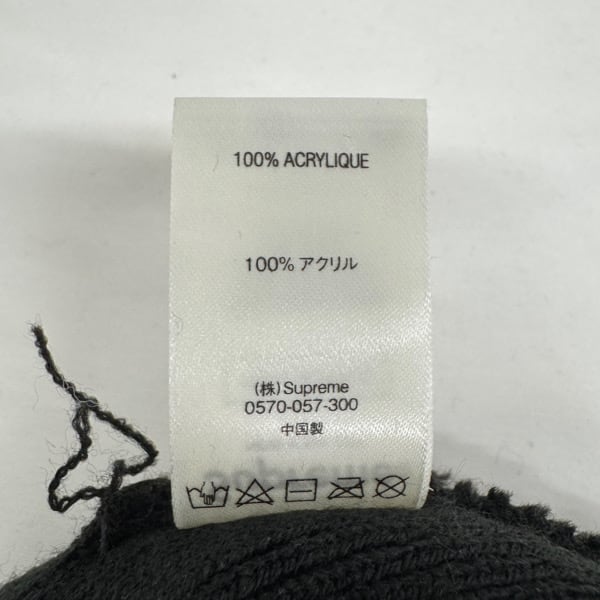 100% ACRYLIQUE
100% アクリル
(株) Supreme
0570-057-300
中国製